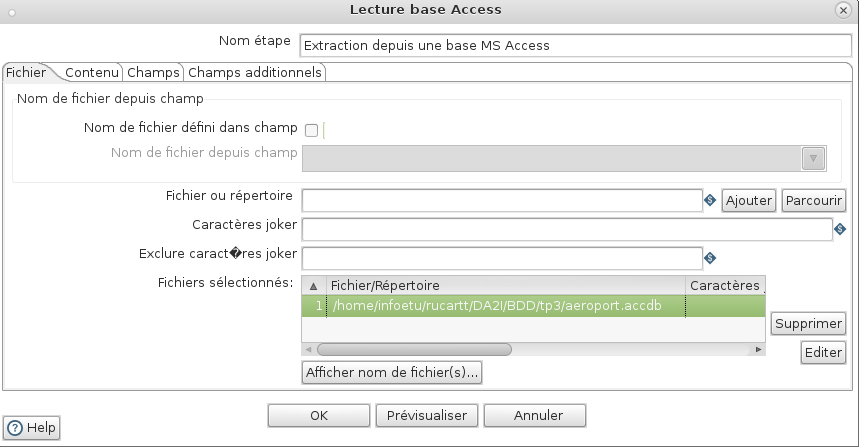 Lecture base Access
Nom étape Extraction depuis une base MS Access
Fichier Contenu Champs Champs additionnels
Nom de fichier depuis champ
Nom de fichier défini dans champ
Nom de fichier depuis champ
Fichier ou répertoire Ajouter Parcourir
Caractères joker
Exclure caract�res joker
Fichiers sélectionnés: Fichier/Répertoire Caractères
1 /home/infoetu/rucartt/DA2I/BDD/tp3/aeroport.accdb
Supprimer
Editer
Afficher nom de fichier(s)...
OK Prévisualiser Annuler
Help